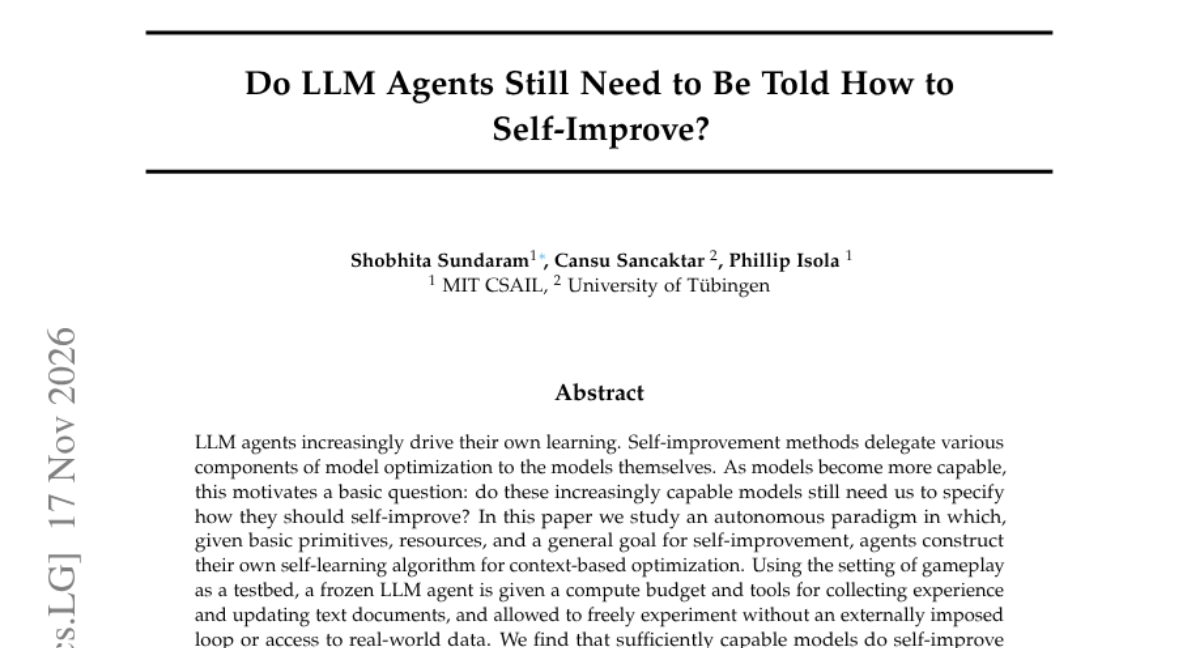 Do LLM Agents Still Need to Be Told How to
Self-Improve?
Shobhita Sundaram1*, Cansu Sancaktar 2, Phillip Isola 1
1 MIT CSAIL, 2 University of Tübingen
Abstract
LLM agents increasingly drive their own learning. Self-improvement methods delegate various
components of model optimization to the models themselves. As models become more capable,
this motivates a basic question: do these increasingly capable models still need us to specify
how they should self-improve? In this paper we study an autonomous paradigm in which,
given basic primitives, resources, and a general goal for self-improvement, agents construct
their own self-learning algorithm for context-based optimization. Using the setting of gameplay
as a testbed, a frozen LLM agent is given a compute budget and tools for collecting experience
and updating text documents, and allowed to freely experiment without an externally imposed
loop or access to real-world data. We find that sufficiently capable models do self-improve
cs.LG] 17 Nov 2026